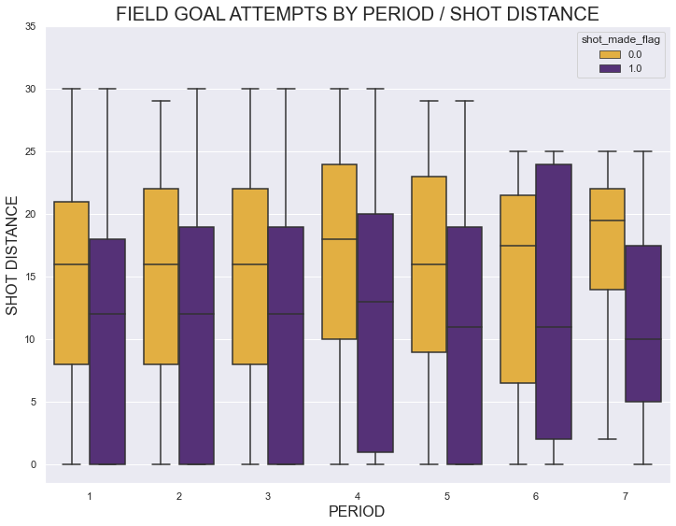 FIELD GOAL ATTEMPTS BY PERIOD / SHOT DISTANCE
35
30
25
20
15
10
5
0
SHOT DISTANCE
shot_made_flag
0.0
1.0
1 2 3 4 5 6 7
PERIOD